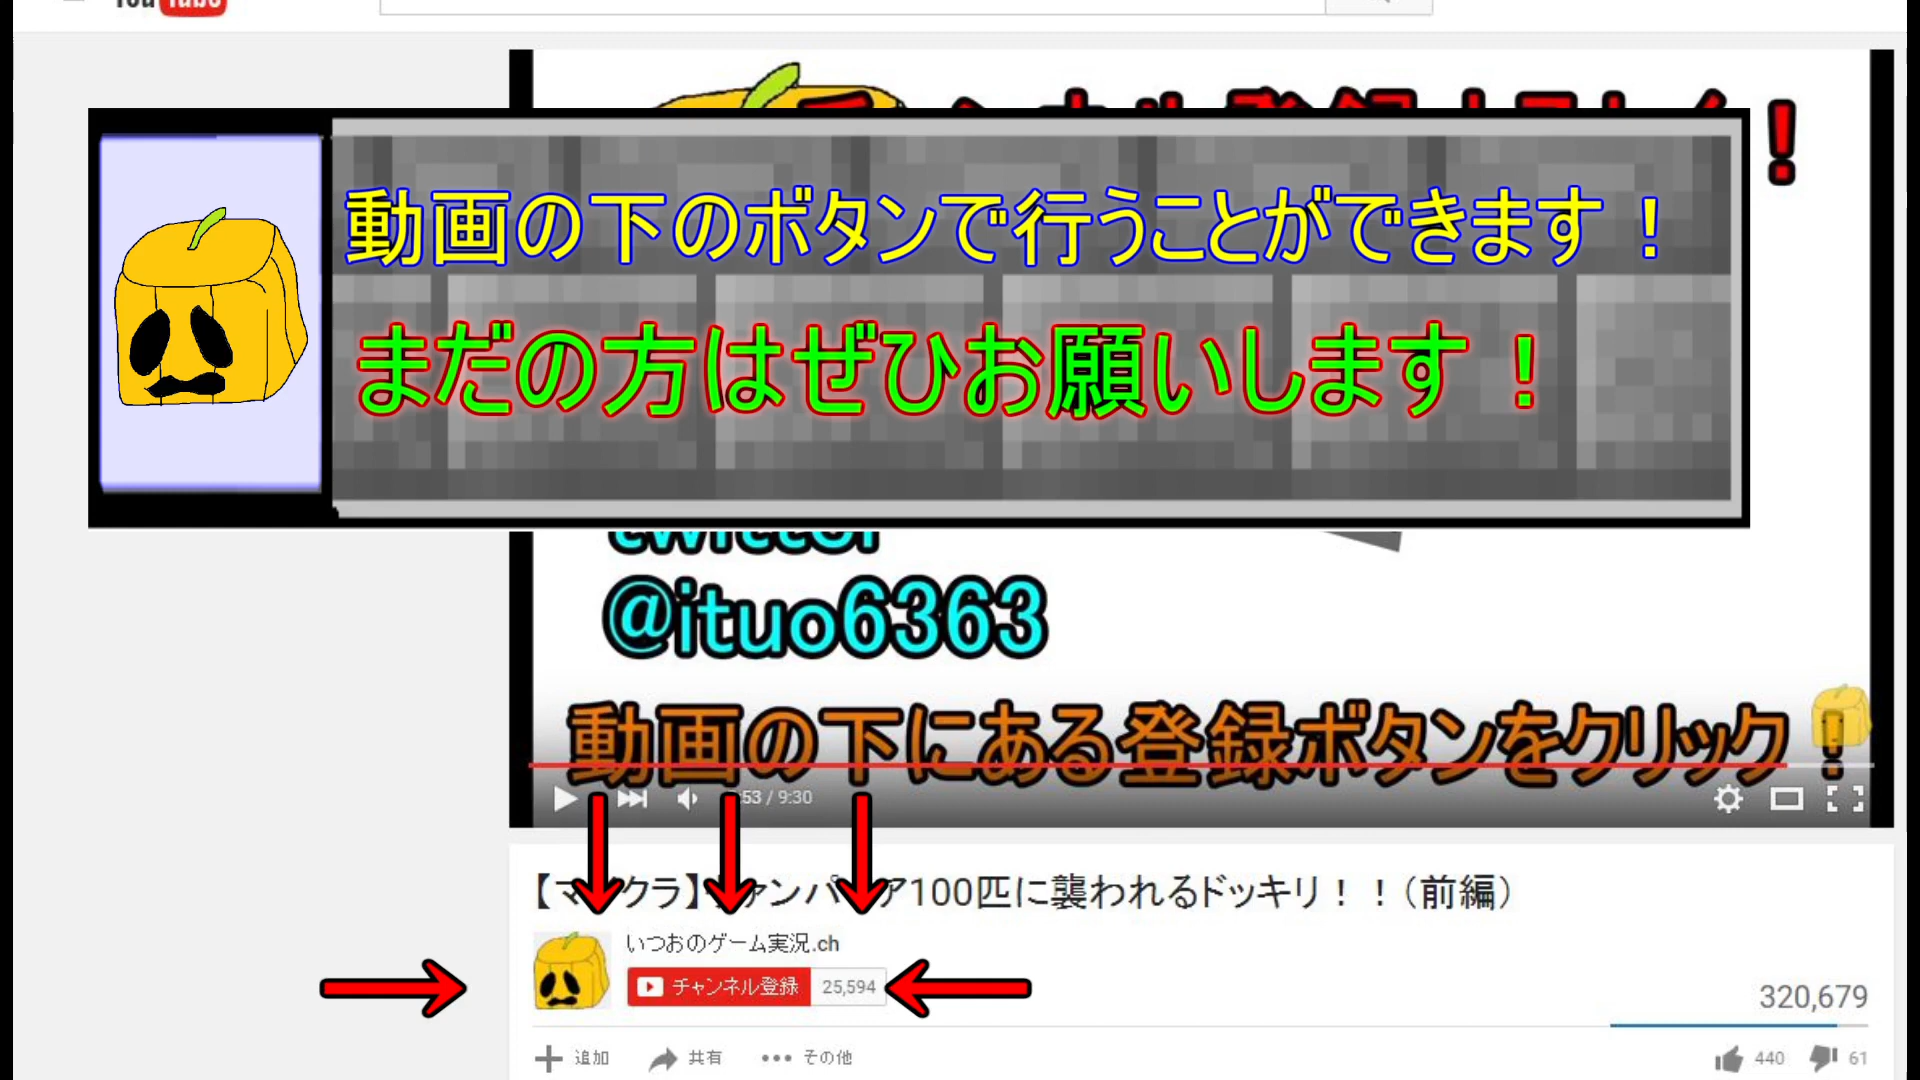 YouTube
動画の下のボタンで行うことができます！
まだの方はぜひお願いします！
twitter
@ituo6363
動画の下にある登録ボタンをクリック！
:53 / 9:30
100匹に襲われるドッキリ！！（前編）
いつおのゲーム実況.ch
チャンネル登録 25,594
320,679
追加 共有 その他
440 61